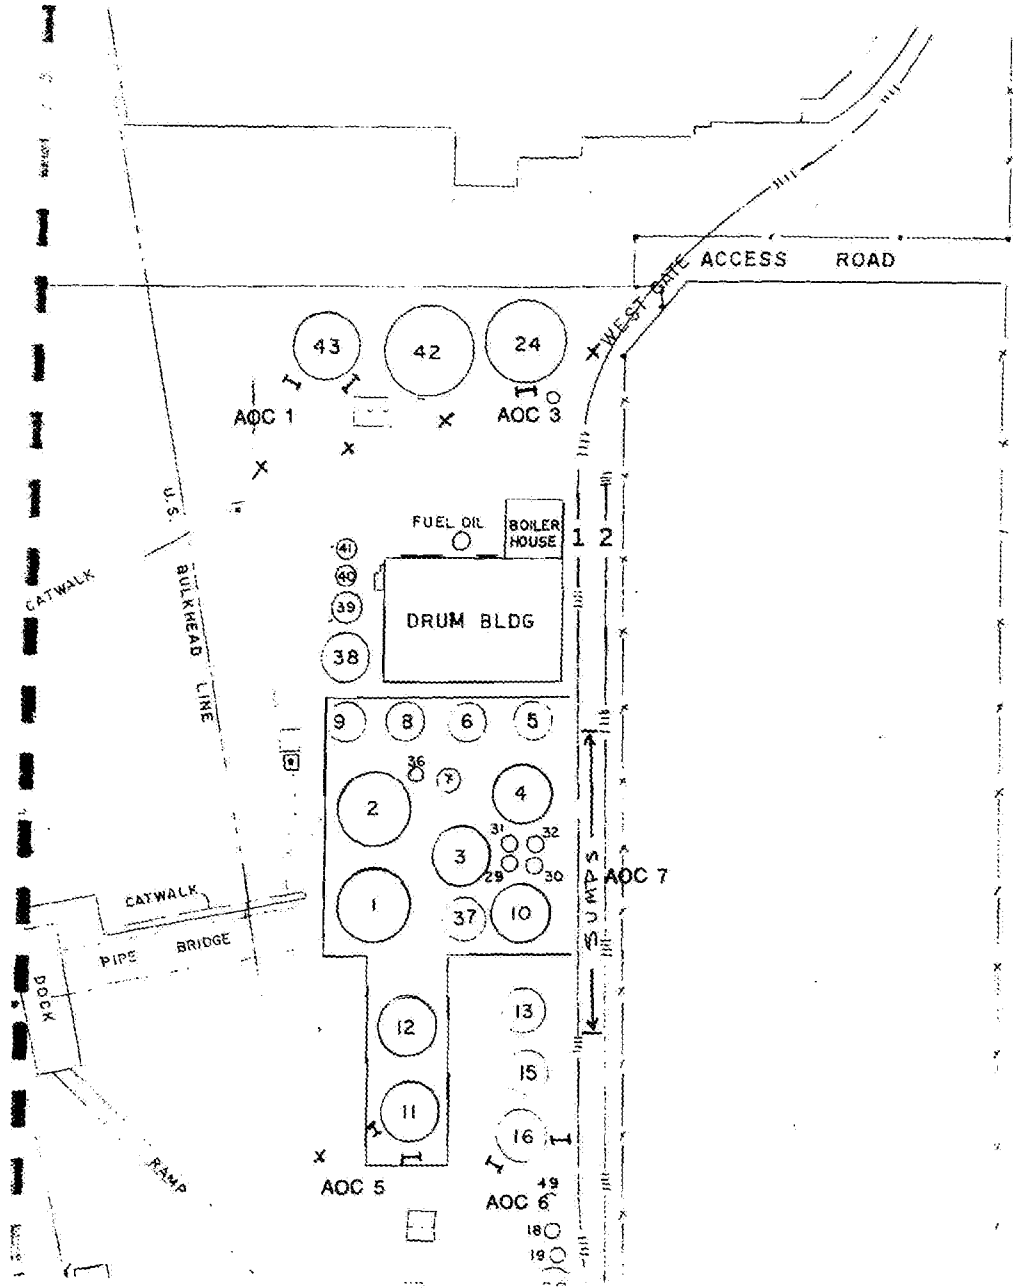 ACCESS ROAD
WEST GATE
43
42
24
AOC 1
AOC 3
U.S. BULKHEAD LINE
FUEL OIL
BOILER
HOUSE
1 2
41
40
39
38
CATWALK
DRUM BLDG
9
8
6
5
36
7
2
4
31
32
3
29
30
SUMPS
AOC 7
1
37
10
CATWALK
PIPE BRIDGE
DOCK
12
13
15
11
16
RAMP
AOC 5
49
AOC 6
18
19